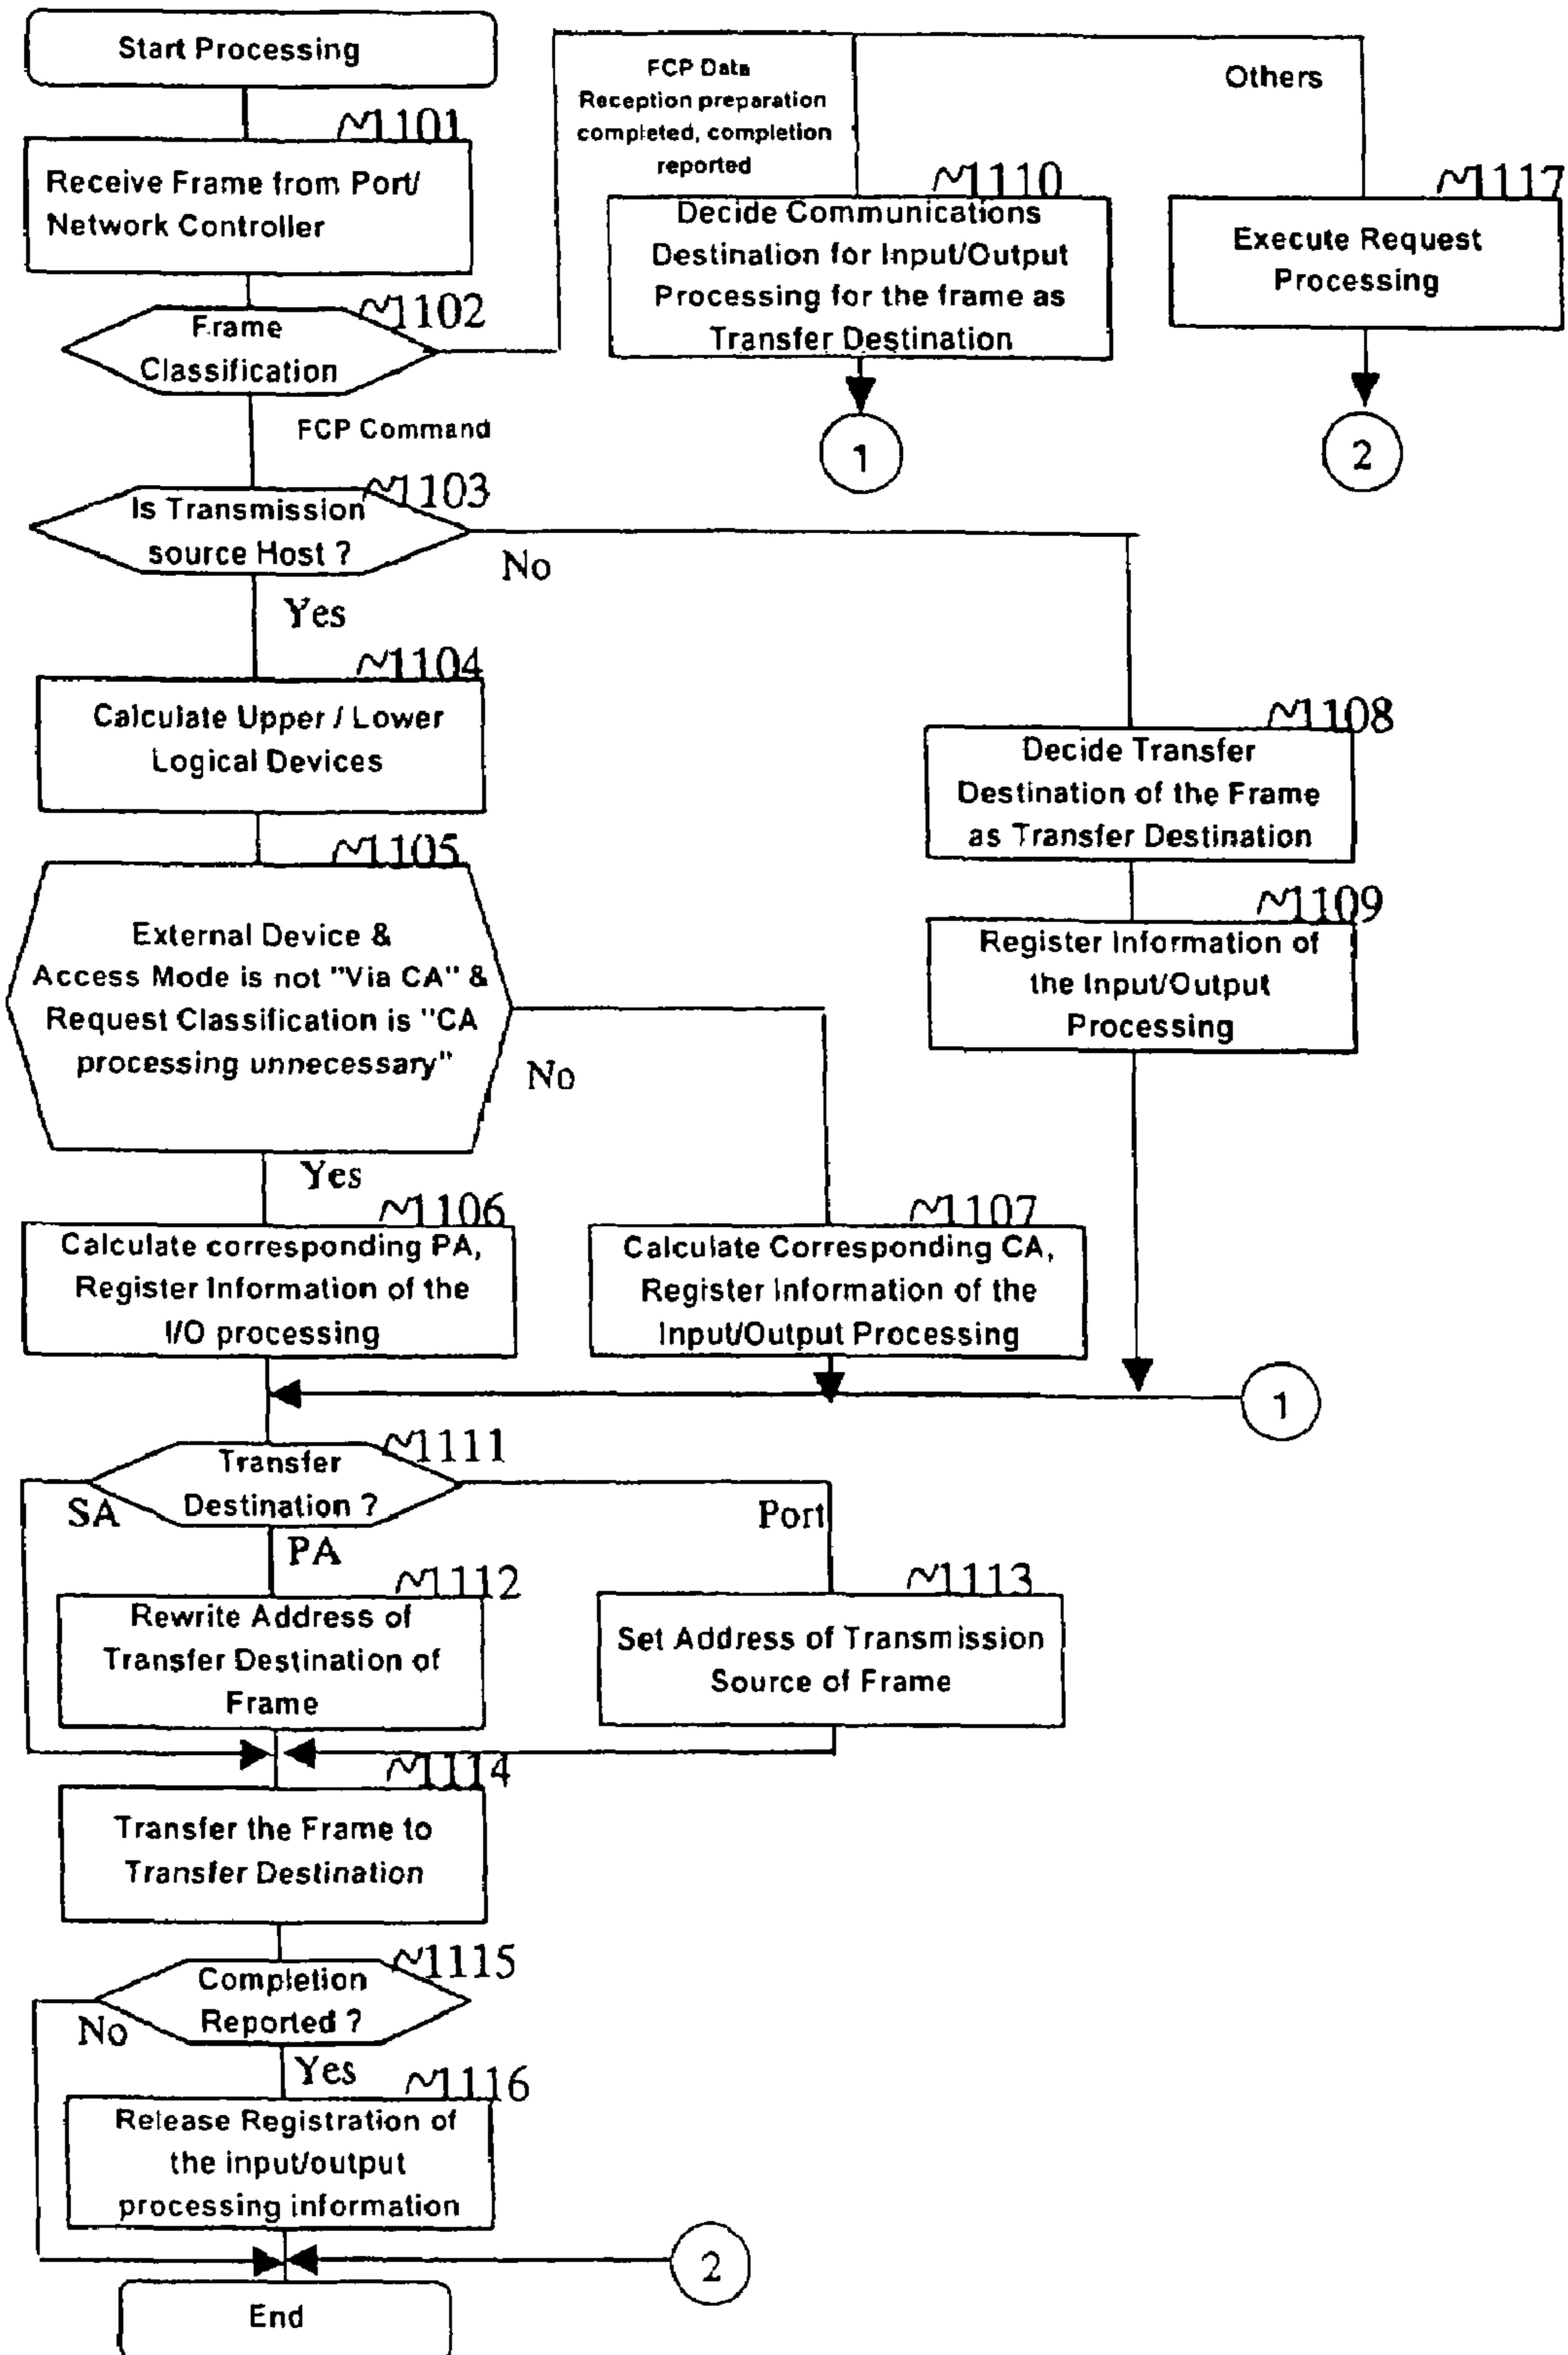 Start Processing
1101
Receive Frame from Port/
Network Controller
1102
Frame
Classification
FCP Data
Reception preparation
completed, completion
reported
Others
1110
Decide Communications
Destination for Input/Output
Processing for the frame as
Transfer Destination
1
1117
Execute Request
Processing
2
FCP Command
1103
Is Transmission
source Host ?
No
Yes
1104
Calculate Upper / Lower
Logical Devices
1108
Decide Transfer
Destination of the Frame
as Transfer Destination
1105
External Device &
Access Mode is not "Via CA" &
Request Classification is "CA
processing unnecessary"
No
Yes
1109
Register Information of
the Input/Output
Processing
1106
Calculate corresponding PA,
Register Information of the
I/O processing
1107
Calculate Corresponding CA,
Register Information of the
Input/Output Processing
1
1111
Transfer
Destination ?
SA
PA
Port
1112
Rewrite Address of
Transfer Destination of
Frame
1113
Set Address of Transmission
Source of Frame
1114
Transfer the Frame to
Transfer Destination
1115
Completion
Reported ?
No
Yes
1116
Release Registration of
the input/output
processing information
2
End